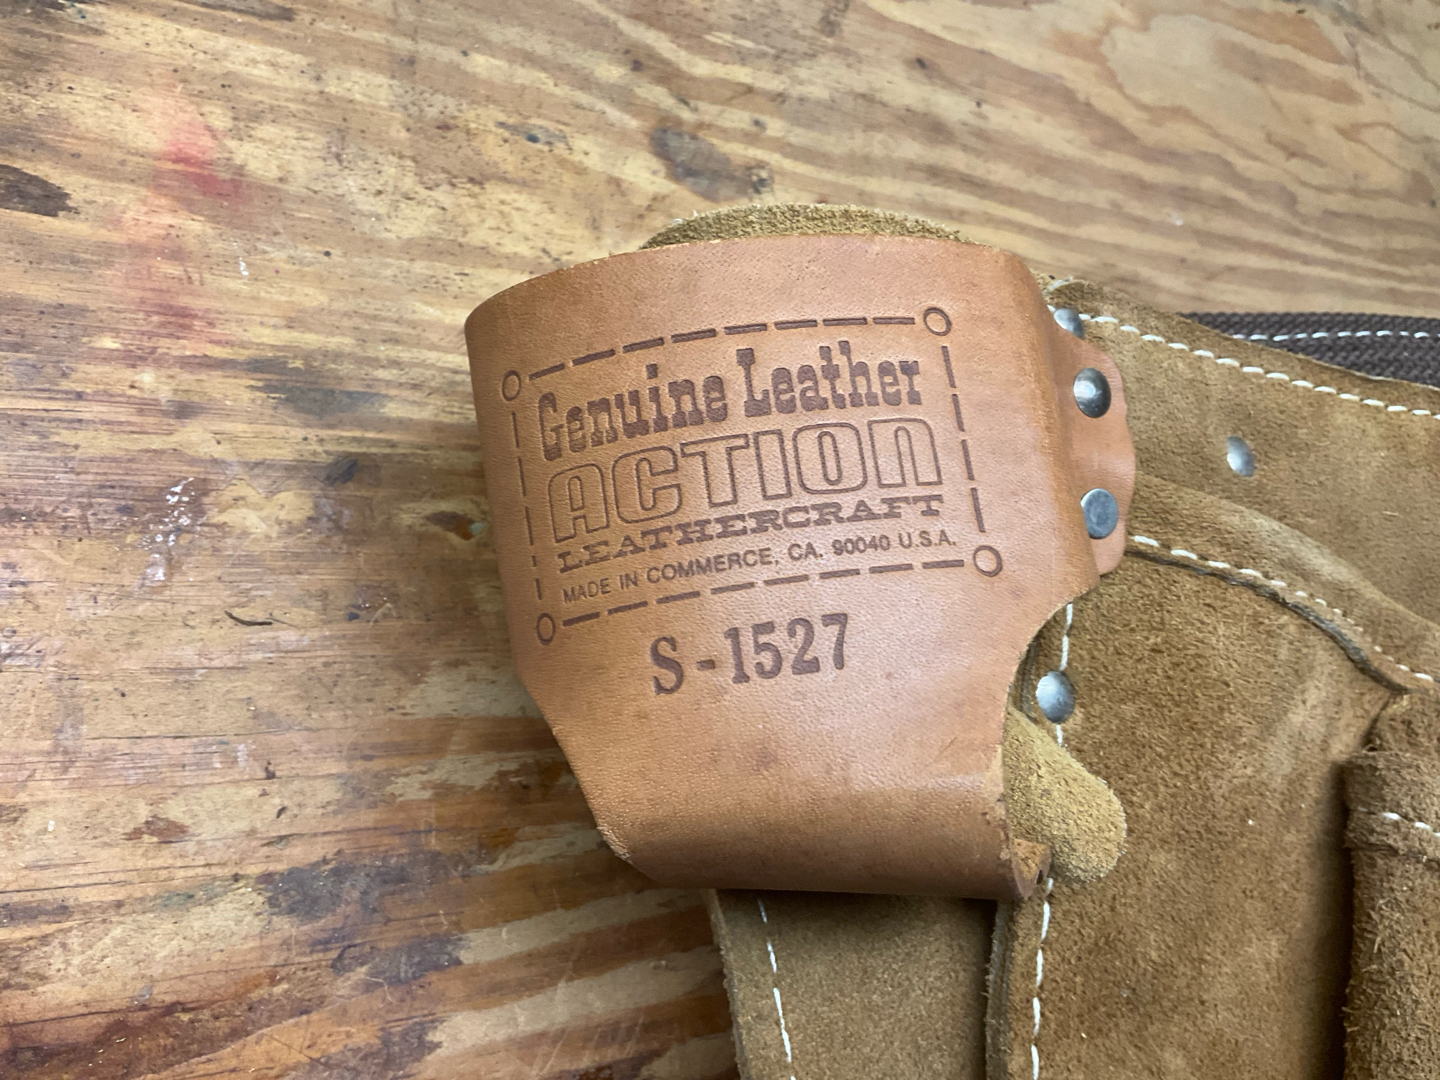 Genuine Leather
ACTION
LEATHERCRAFT
MADE IN COMMERCE, CA. 90040 U.S.A.
S-1527